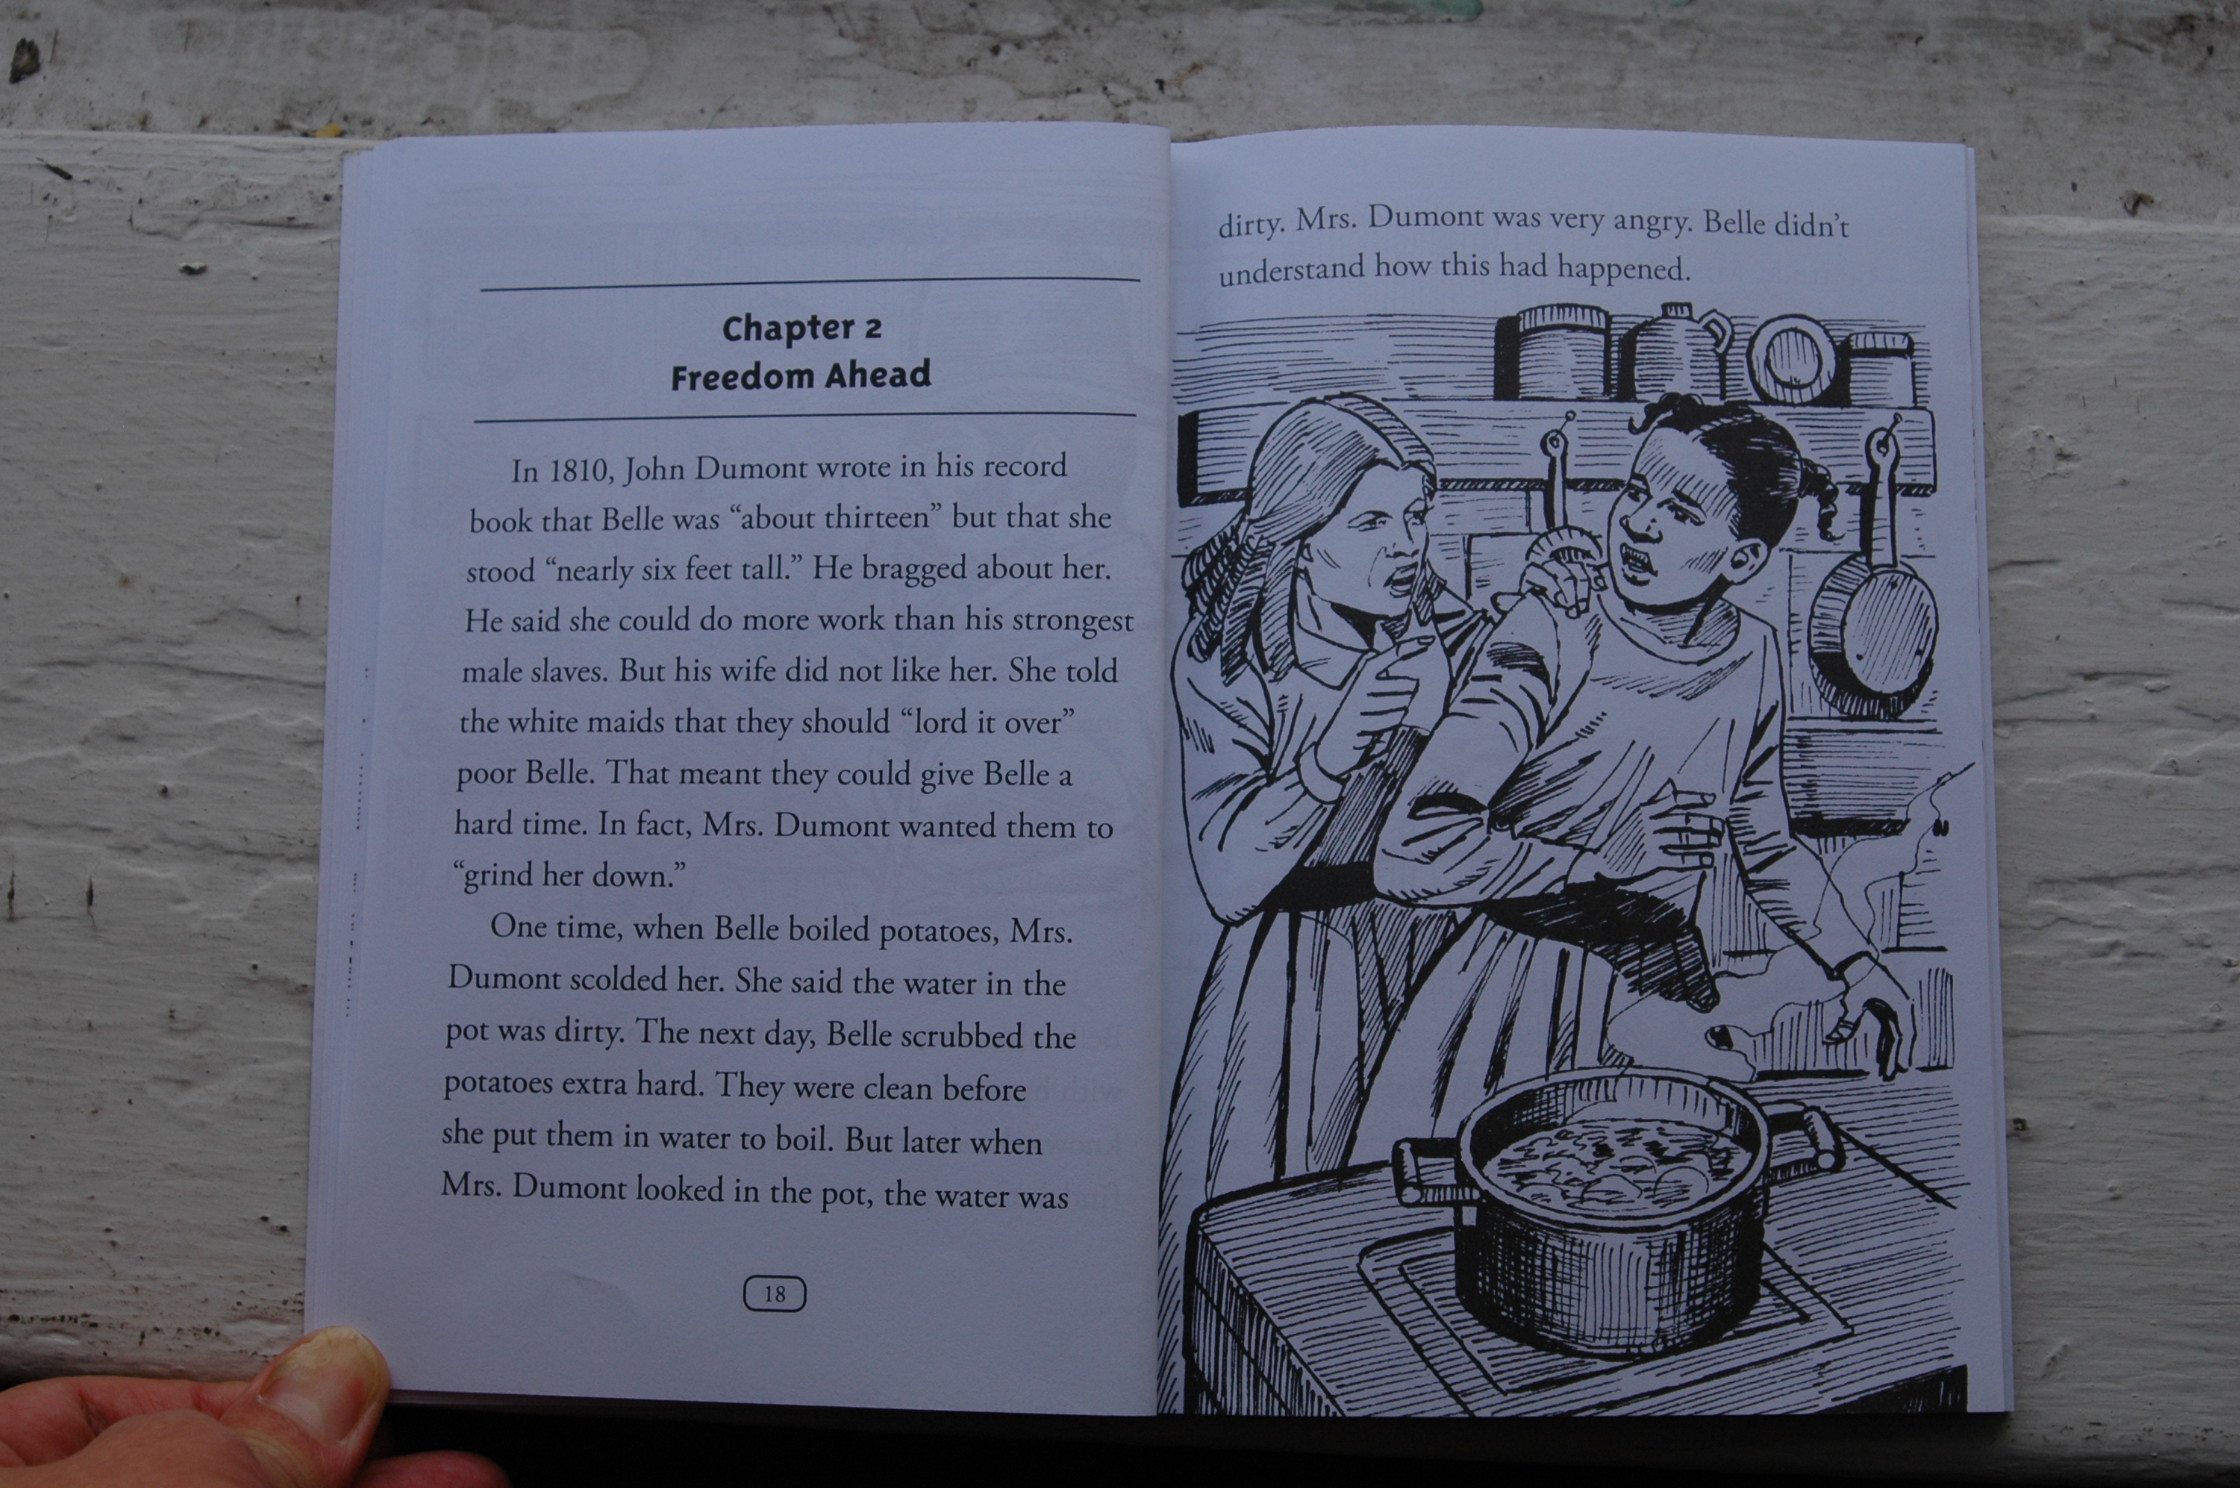 Chapter 2
Freedom Ahead
In 1810, John Dumont wrote in his record
book that Belle was “about thirteen” but that she
stood “nearly six feet tall.” He bragged about her.
He said she could do more work than his strongest
male slaves. But his wife did not like her. She told
the white maids that they should “lord it over”
poor Belle. That meant they could give Belle a
hard time. In fact, Mrs. Dumont wanted them to
“grind her down.”
One time, when Belle boiled potatoes, Mrs.
Dumont scolded her. She said the water in the
pot was dirty. The next day, Belle scrubbed the
potatoes extra hard. They were clean before
she put them in water to boil. But later when
Mrs. Dumont looked in the pot, the water was
18
dirty. Mrs. Dumont was very angry. Belle didn’t
understand how this had happened.